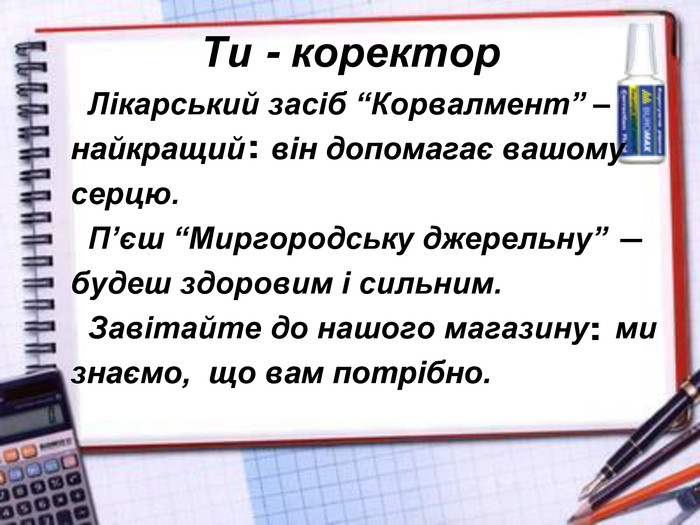 Ти - коректор
Лікарський засіб “Корвалмент” –
найкращий: він допомагає вашому
серцю.
П’єш “Миргородську джерельну” –
будеш здоровим і сильним.
Завітайте до нашого магазину: ми
знаємо, що вам потрібно.
BUROMAX